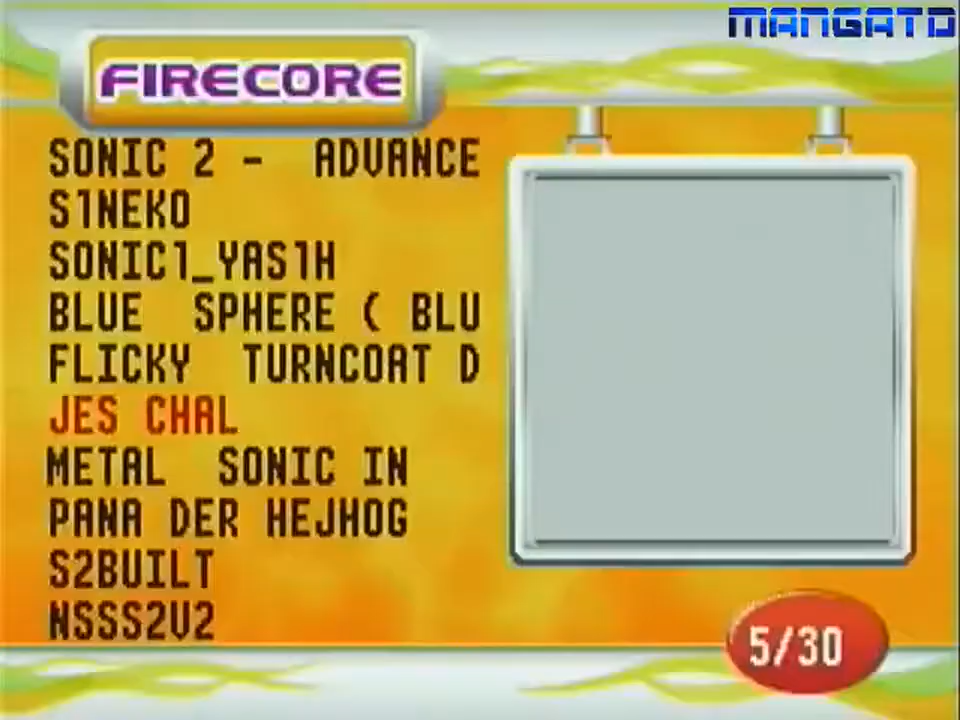 MANGATD
FIRECORE
SONIC 2 - ADVANCE
S1NEKO
SONIC1_YAS1H
BLUE SPHERE ( BLU
FLICKY TURNCOAT D
JES CHAL
METAL SONIC IN
PANA DER HEJHOG
S2BUILT
NSSS2V2
5/30